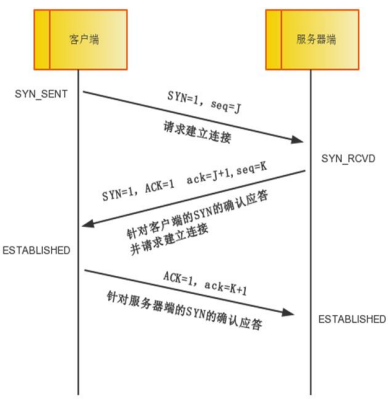 客户端
服务器端
SYN_SENT
SYN=1, seq=J
请求建立连接
SYN_RCVD
SYN=1, ACK=1 ack=J+1,seq=K
针对客户端的SYN的确认应答
并请求建立连接
ESTABLISHED
ACK=1, ack=K+1
针对服务器端的SYN的确认应答
ESTABLISHED